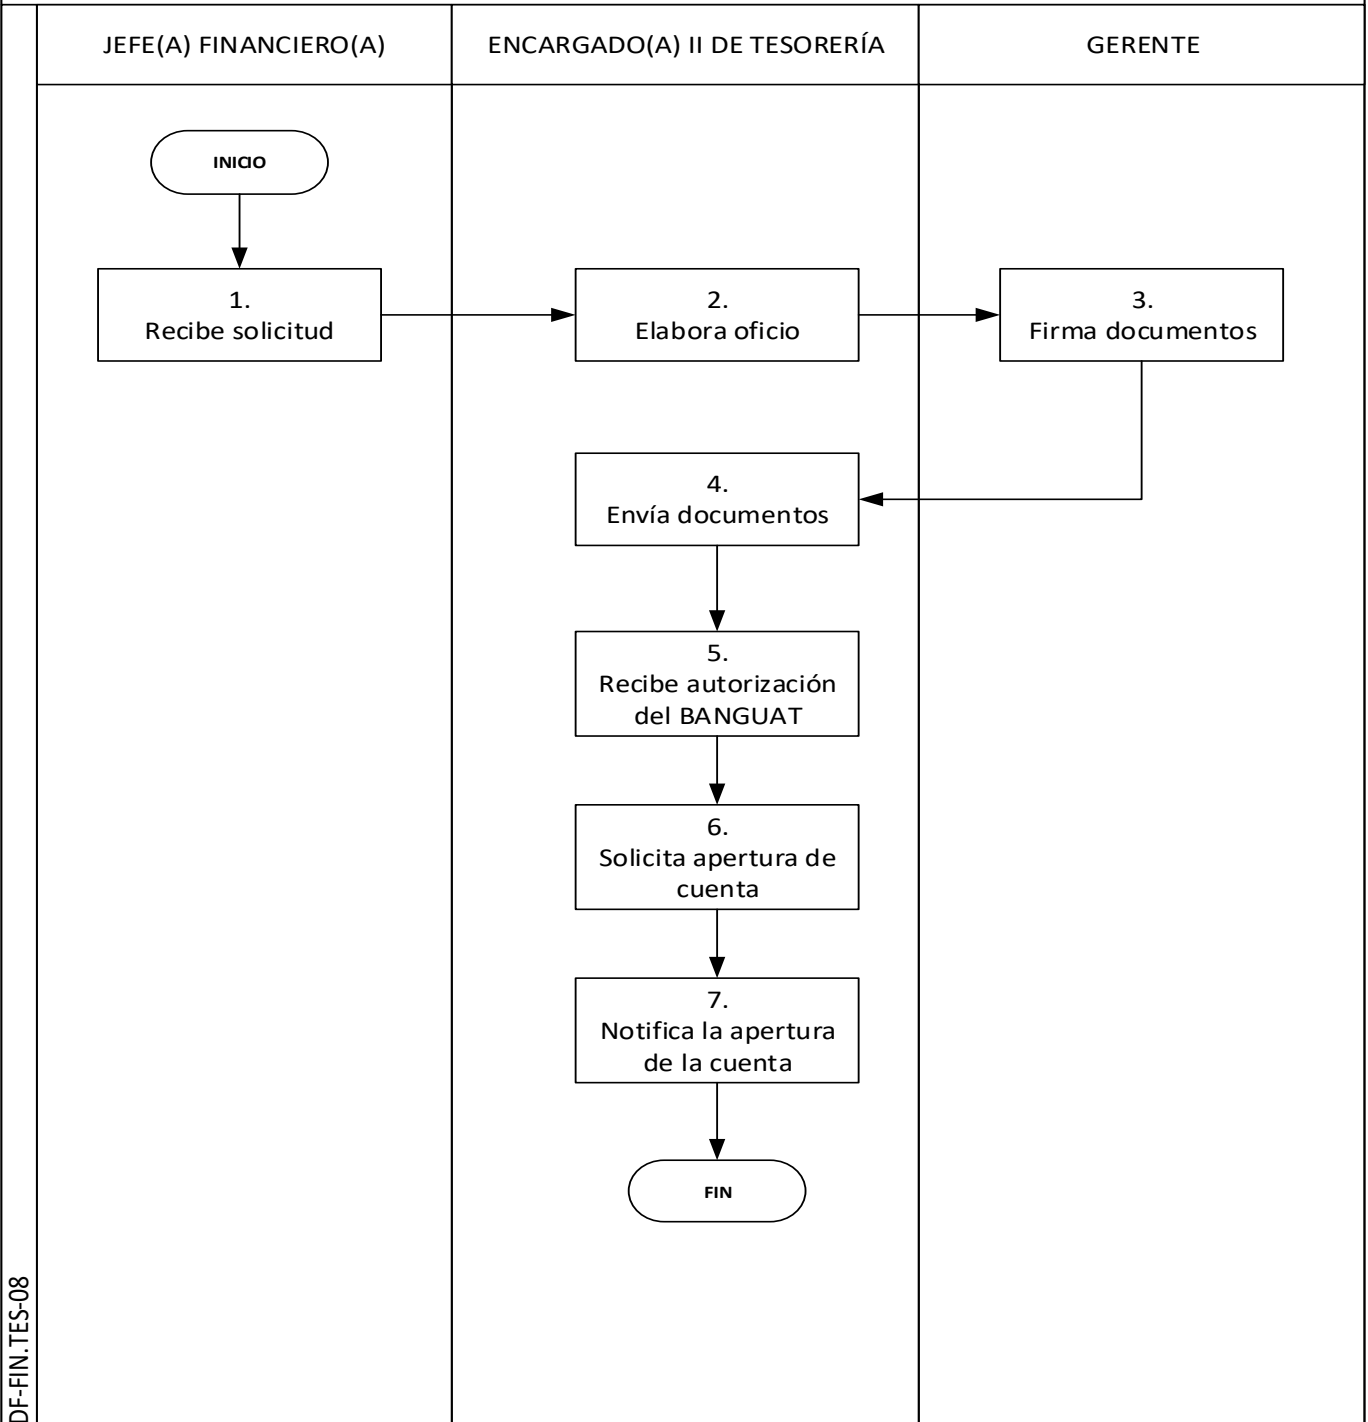 JEFE(A) FINANCIERO(A)
ENCARGADO(A) II DE TESORERÍA
GERENTE
INICIO
1.
Recibe solicitud
2.
Elabora oficio
3.
Firma documentos
4.
Envía documentos
5.
Recibe autorización
del BANGUAT
6.
Solicita apertura de
cuenta
7.
Notifica la apertura
de la cuenta
FIN
DF-FIN.TES-08